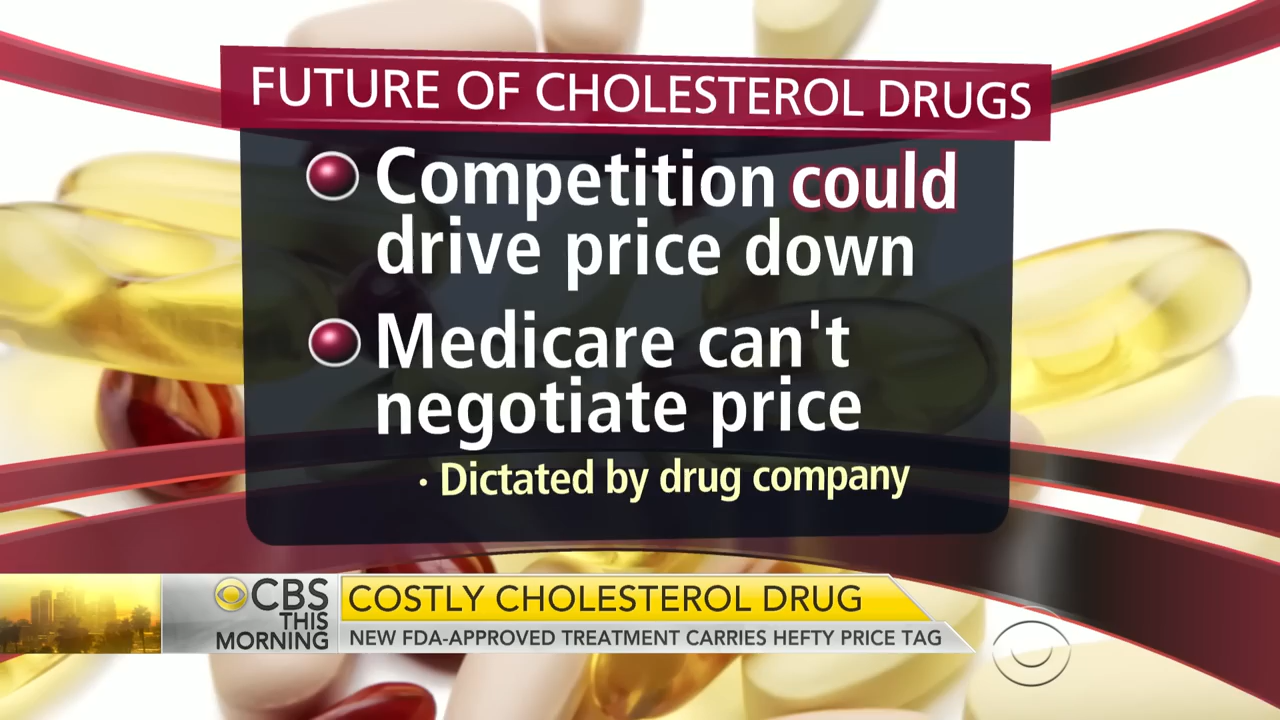 FUTURE OF CHOLESTEROL DRUGS
Competition could
drive price down
Medicare can't
negotiate price
· Dictated by drug company
CBS
THIS
MORNING
COSTLY CHOLESTEROL DRUG
NEW FDA-APPROVED TREATMENT CARRIES HEFTY PRICE TAG